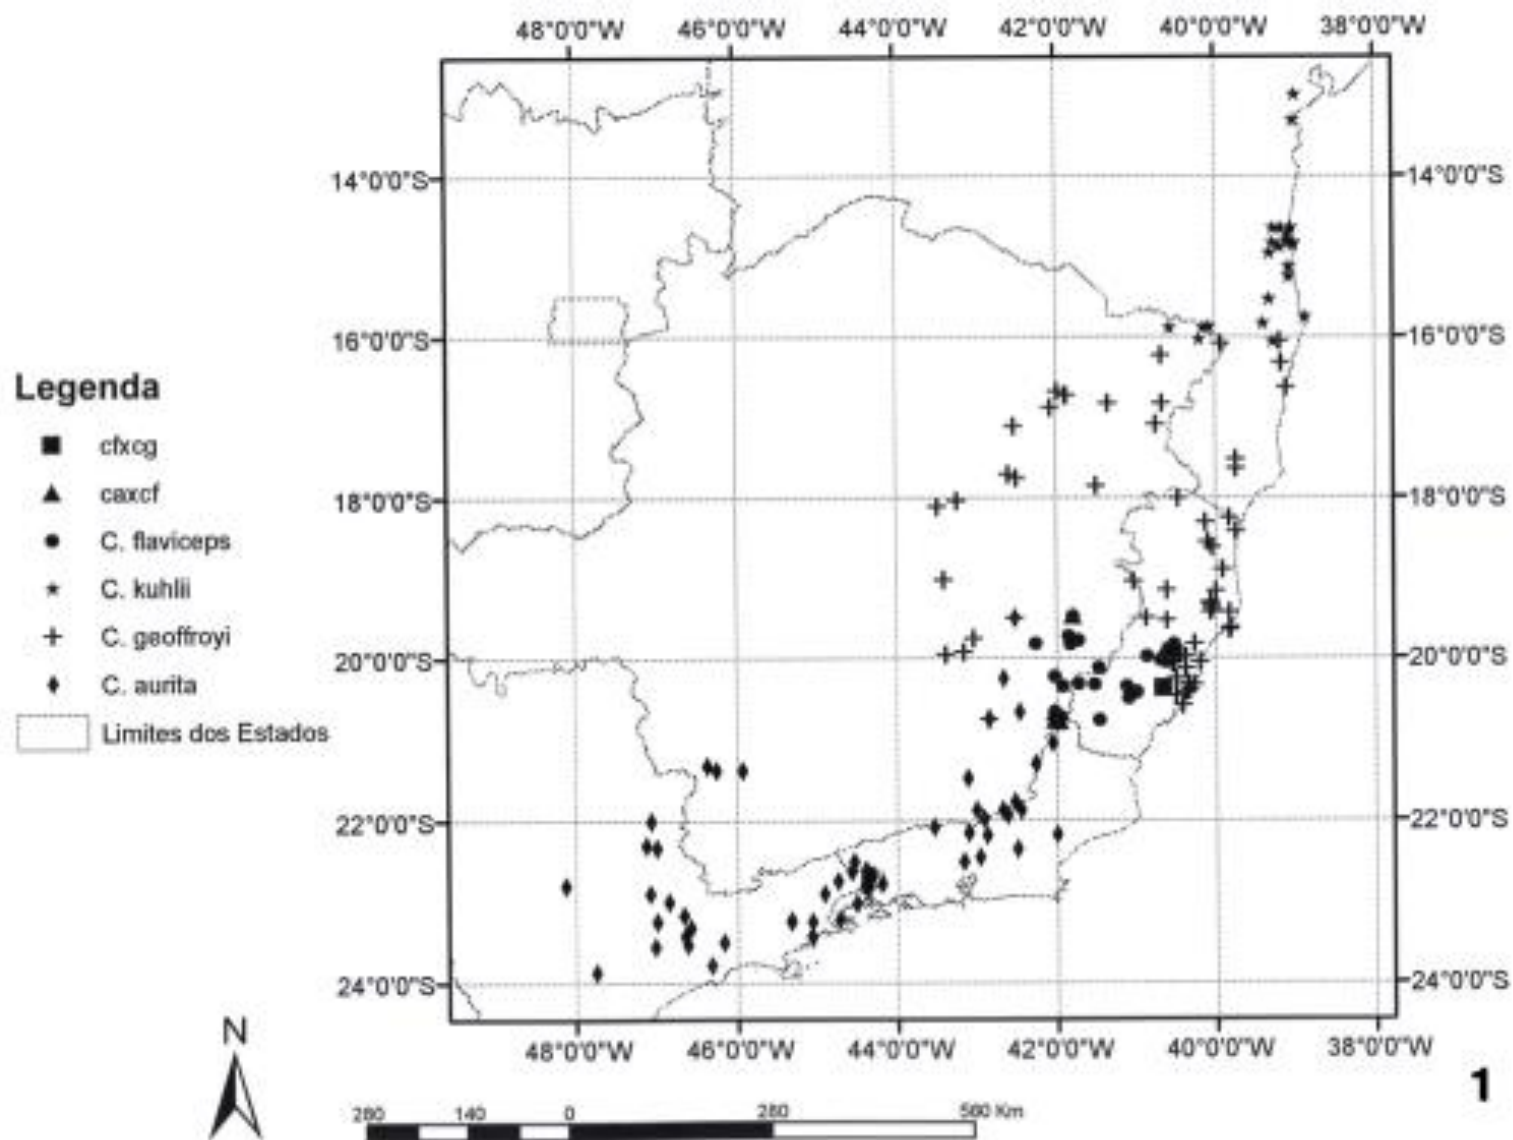 48°0'0"W 46°0'0"W 44°0'0"W 42°0'0"W 40°0'0"W 38°0'0"W
14°0'0"S 14°0'0"S
16°0'0"S 16°0'0"S
Legenda
cfxcg
caxcf
18°0'0"S 18°0'0"S
C. flaviceps
C. kuhlii
C. geoffroyi
20°0'0"S 20°0'0"S
C. aurita
Limites dos Estados
22°0'0"S 22°0'0"S
24°0'0"S 24°0'0"S
N
48°0'0"W 46°0'0"W 44°0'0"W 42°0'0"W 40°0'0"W 38°0'0"W
1
280 140 0 280 560 Km